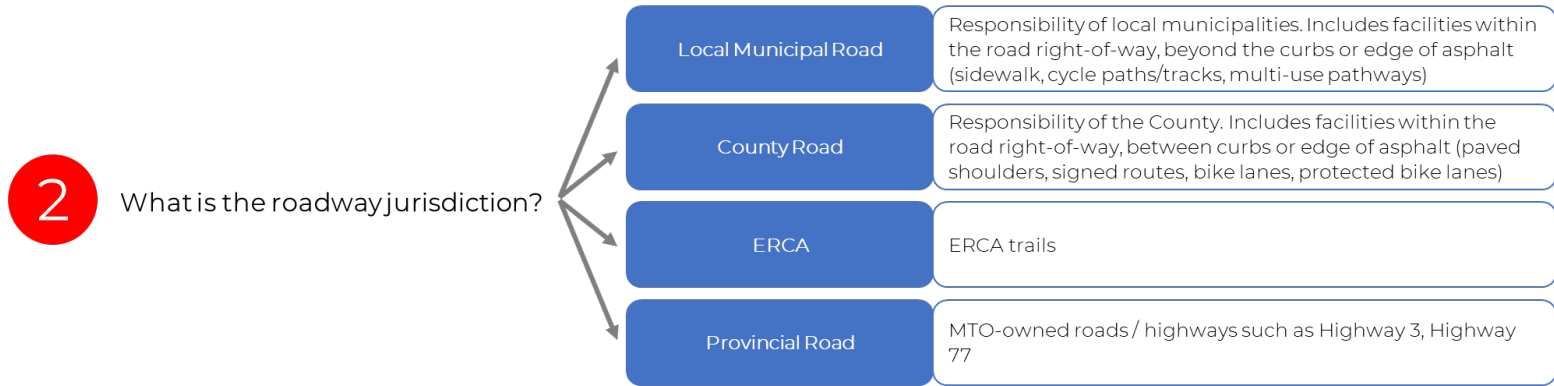 Local Municipal Road
Responsibility of local municipalities. Includes facilities within
the road right-of-way, beyond the curbs or edge of asphalt
(sidewalk, cycle paths/tracks, multi-use pathways)
County Road
Responsibility of the County. Includes facilities within the
road right-of-way, between curbs or edge of asphalt (paved
shoulders, signed routes, bike lanes, protected bike lanes)
2
What is the roadway jurisdiction?
ERCA
ERCA trails
Provincial Road
MTO-owned roads / highways such as Highway 3, Highway
77